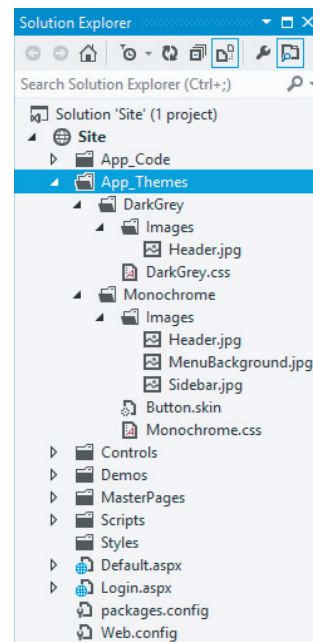 Solution Explorer
Search Solution Explorer (Ctrl+;)
Solution 'Site' (1 project)
Site
App_Code
App_Themes
DarkGrey
Images
Header.jpg
DarkGrey.css
Monochrome
Images
Header.jpg
MenuBackground.jpg
Sidebar.jpg
Button.skin
Monochrome.css
Controls
Demos
MasterPages
Scripts
Styles
Default.aspx
Login.aspx
packages.config
Web.config